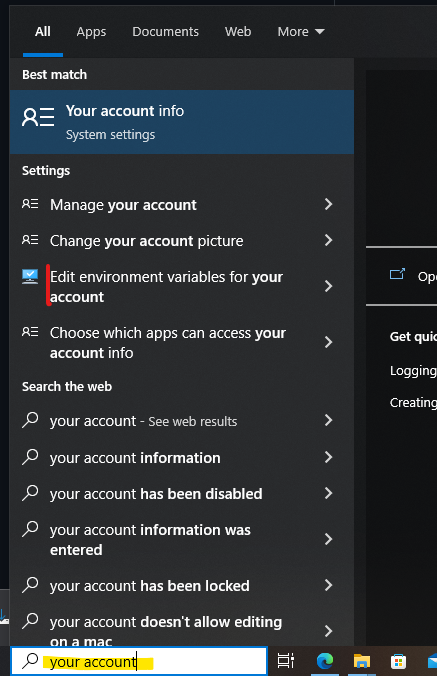 All Apps Documents Web More
Best match
Your account info
System settings
Settings
Manage your account
Change your account picture
Edit environment variables for your
account
Choose which apps can access your
account info
Search the web
your account - See web results
your account information
your account has been disabled
your account information was
entered
your account has been locked
your account doesn't allow editing
on a mac
your account
Ope
Get quic
Logging
Creating